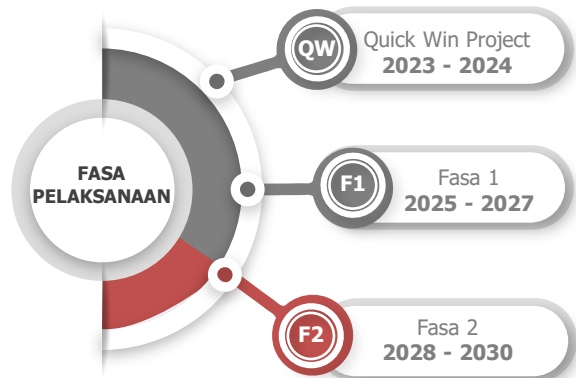 FASA
PELAKSANAAN
QW
Quick Win Project
2023 - 2024
F1
Fasa 1
2025 - 2027
F2
Fasa 2
2028 - 2030